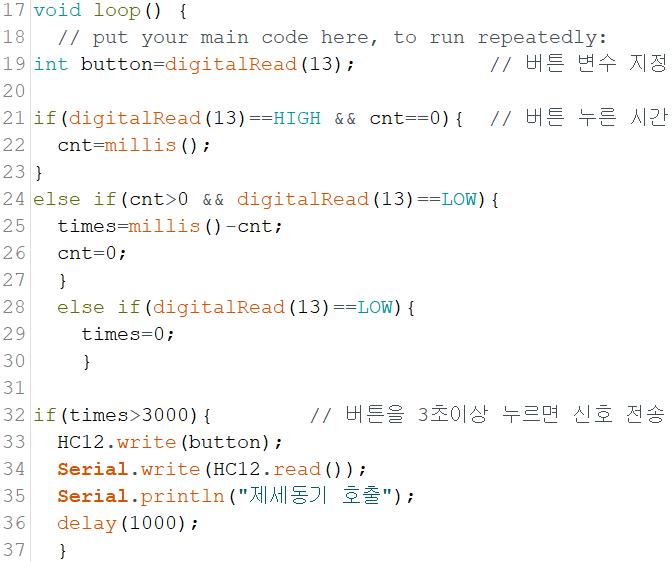 17 void loop() {
18   // put your main code here, to run repeatedly:
19 int button=digitalRead(13);           // 버튼 변수 지정
20
21 if(digitalRead(13)==HIGH && cnt==0){  // 버튼 누른 시간
22   cnt=millis();
23 }
24 else if(cnt>0 && digitalRead(13)==LOW){
25   times=millis()-cnt;
26   cnt=0;
27   }
28   else if(digitalRead(13)==LOW){
29     times=0;
30     }
31
32 if(times>3000){        // 버튼을 3초이상 누르면 신호 전송
33   HC12.write(button);
34   Serial.write(HC12.read());
35   Serial.println("제세동기 호출");
36   delay(1000);
37   }